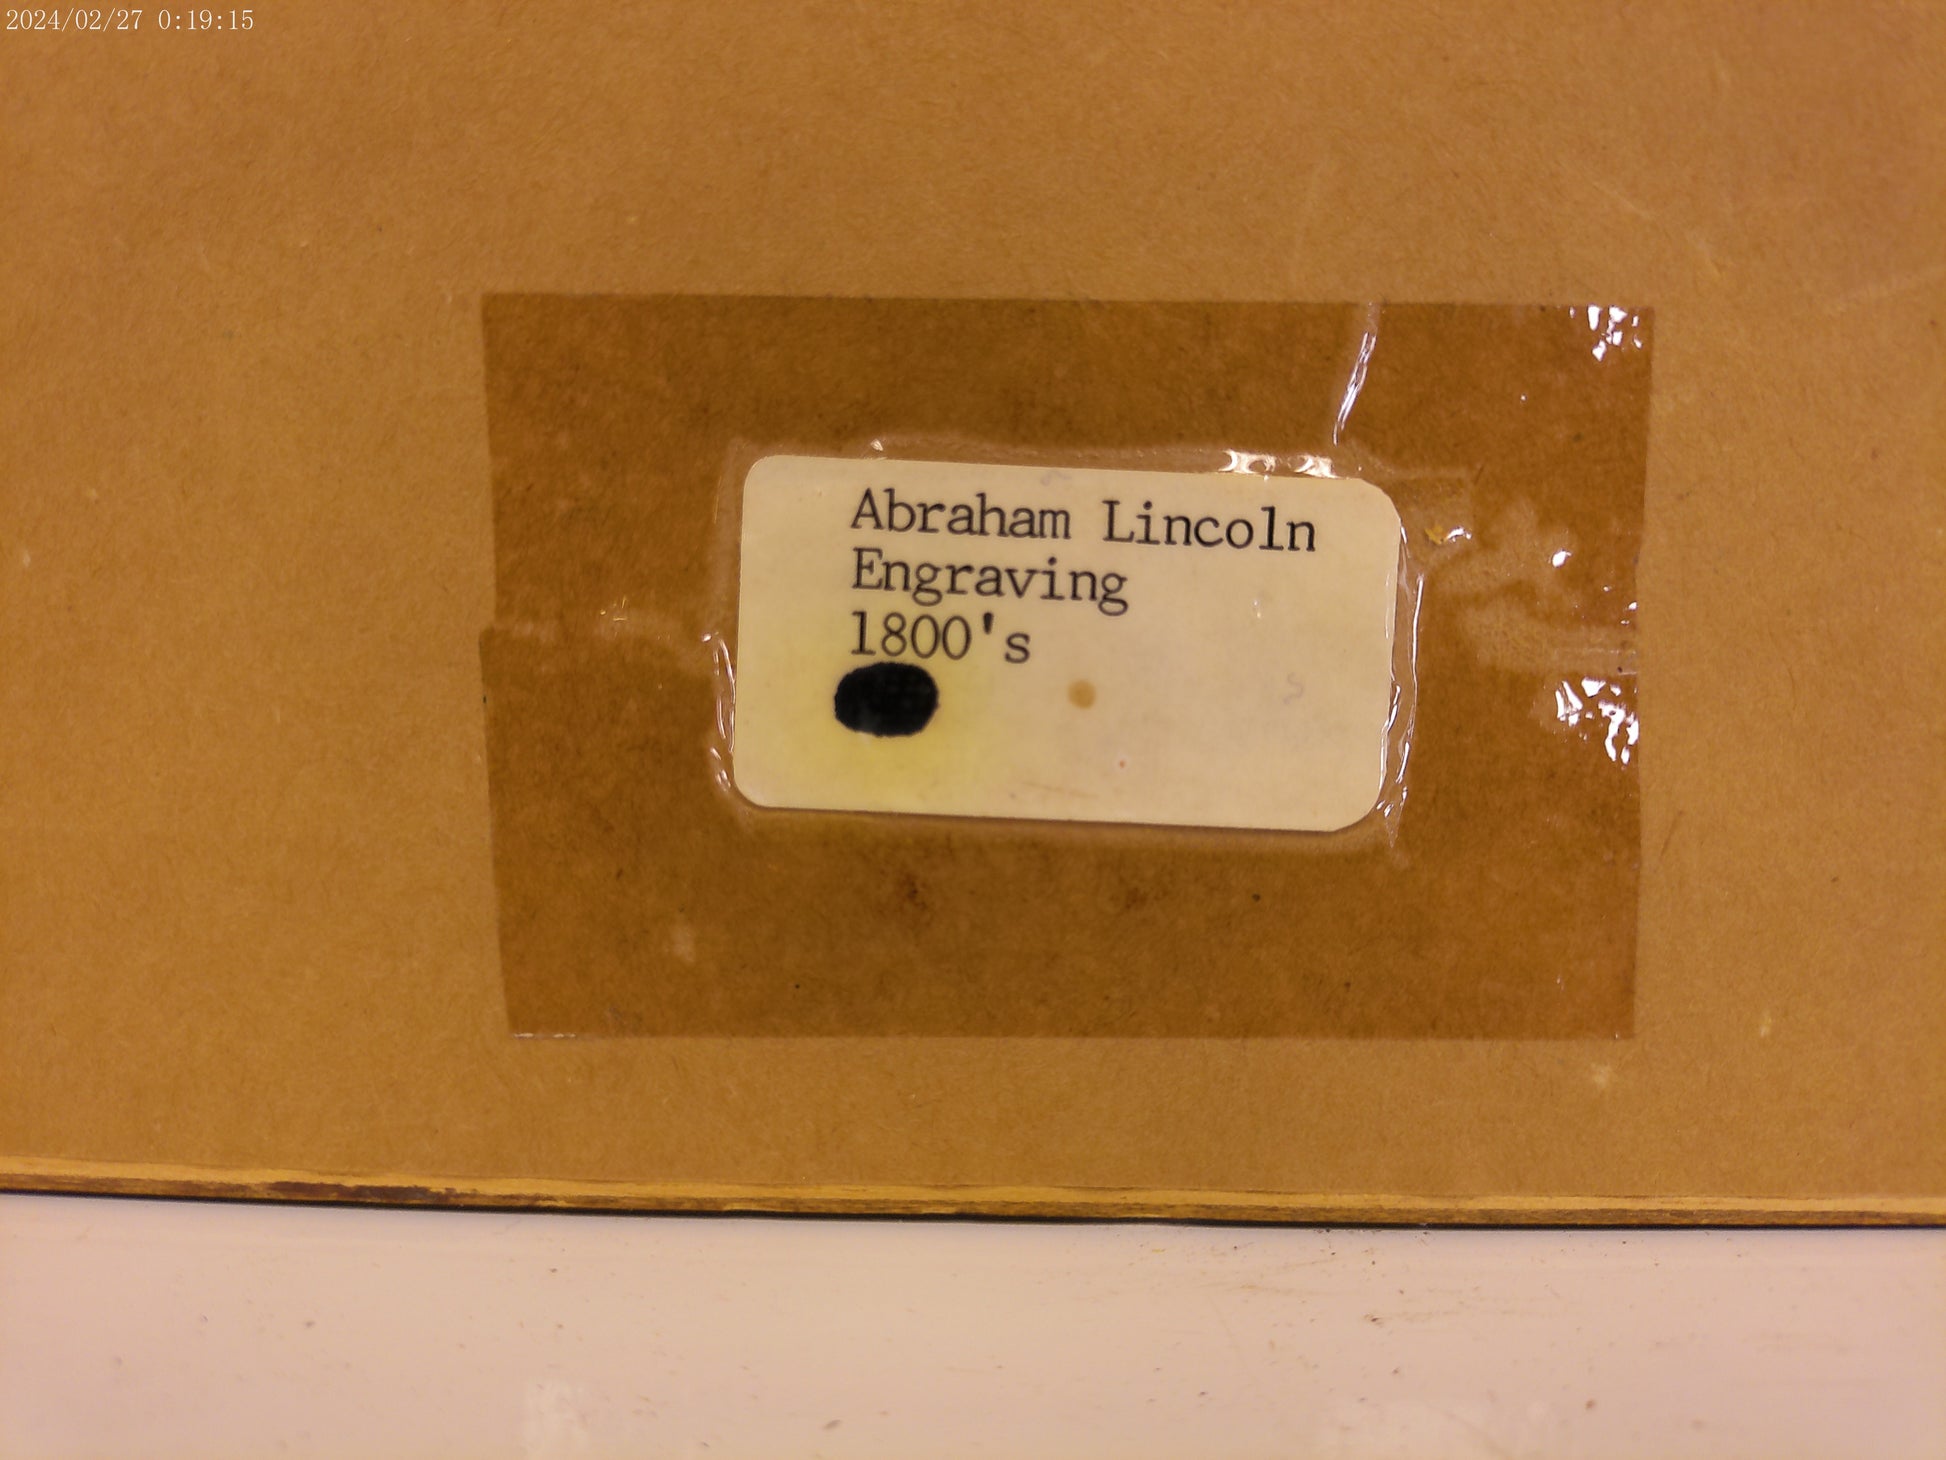 2024/02/27 0:19:15
Abraham Lincoln
Engraving
1800's